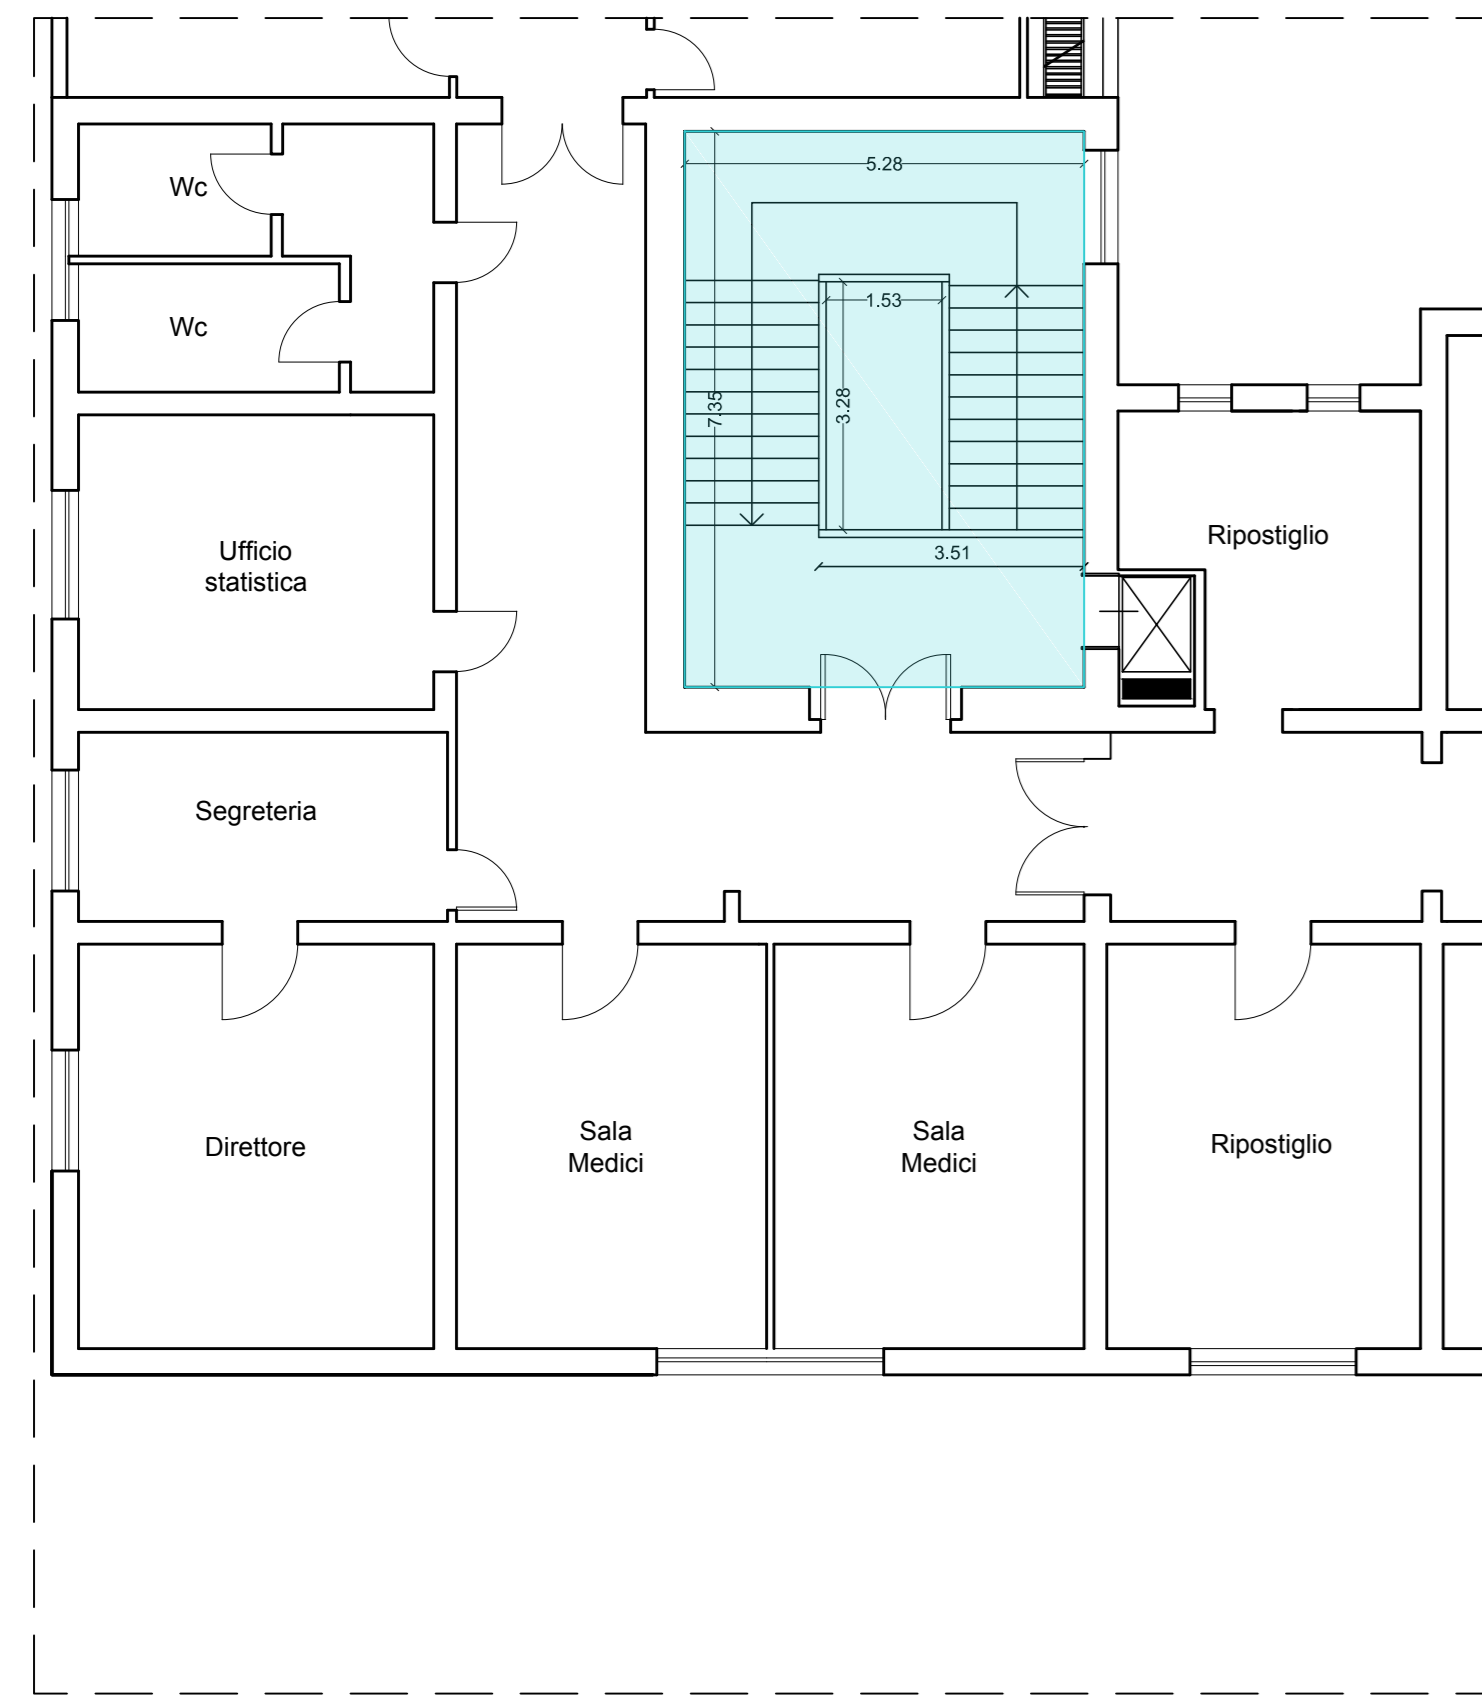 5.28
Wc
1.53
Wc
7.35
3.28
Ripostiglio
Ufficio
statistica
3.51
Segreteria
Sala
Medici
Sala
Medici
Direttore
Ripostiglio